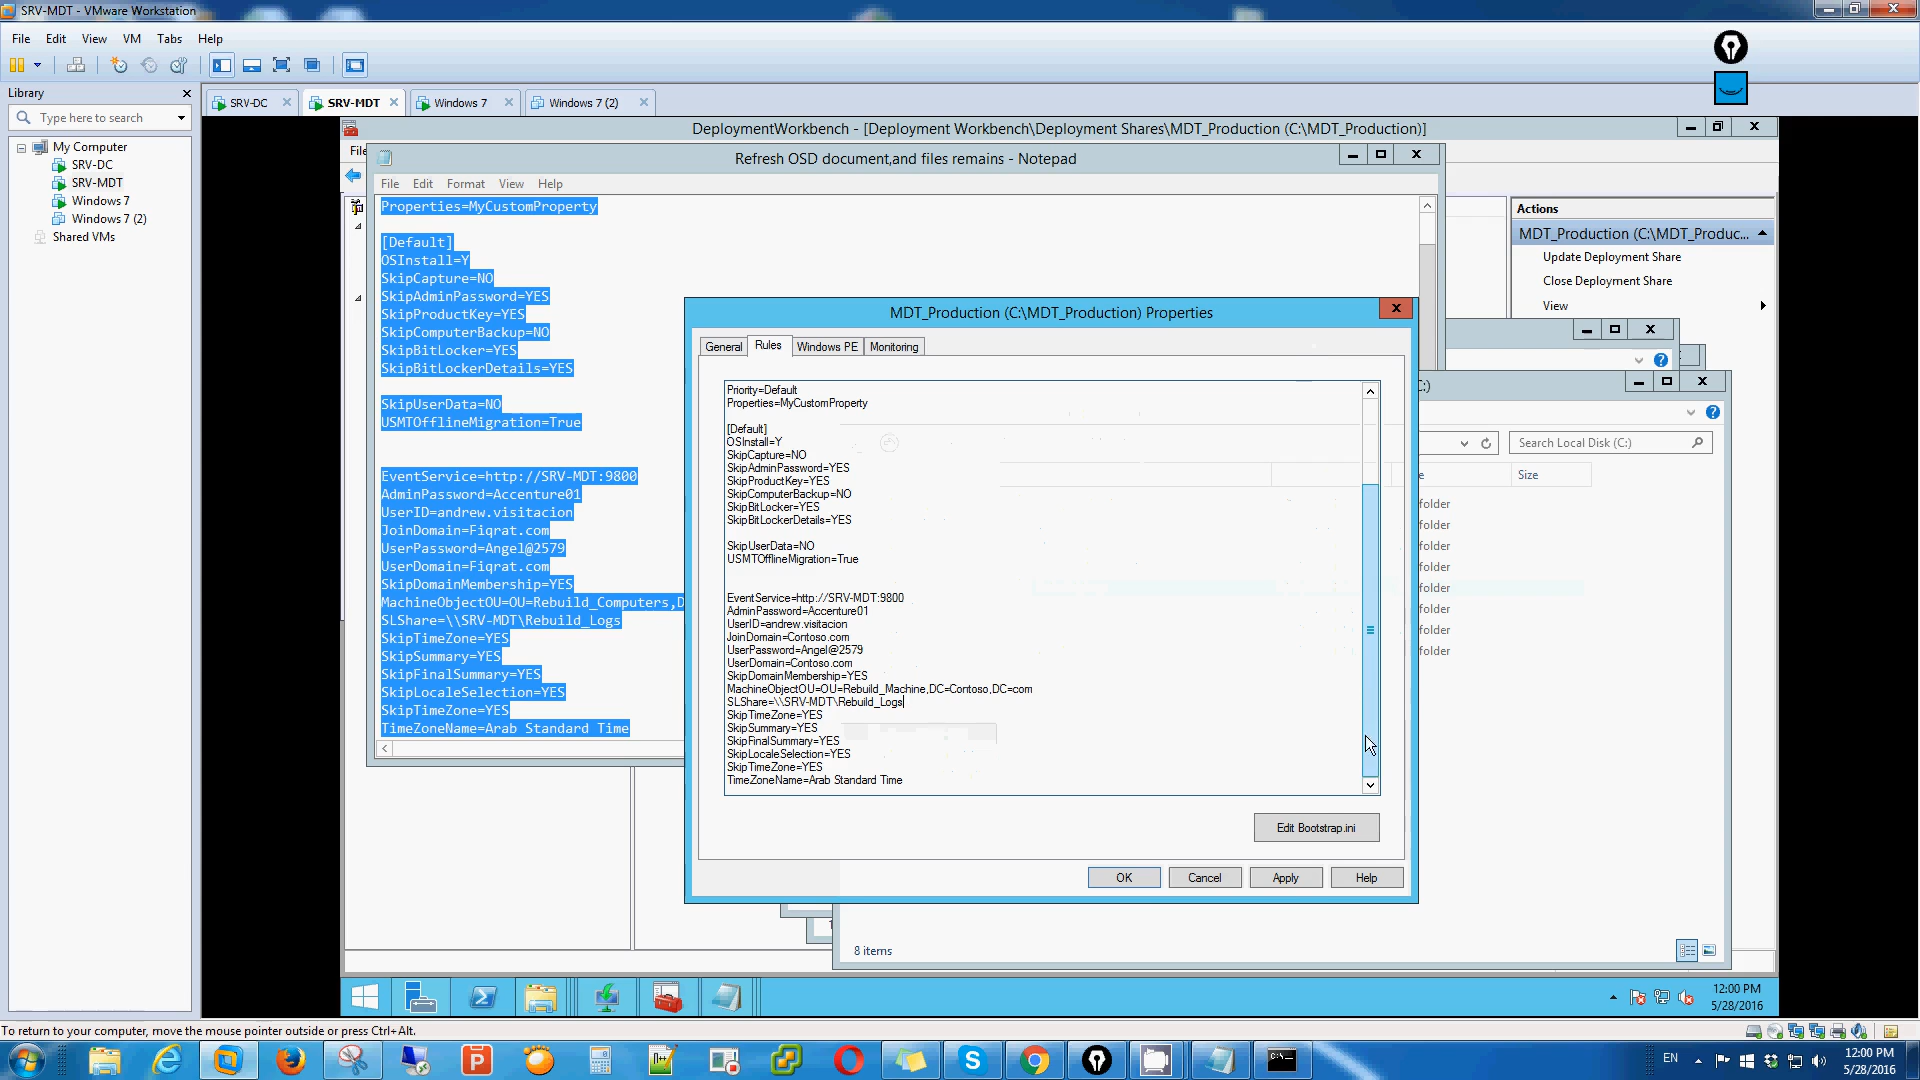 SRV-MDT - VMware Workstation
File Edit View VM Tabs Help
Library
Type here to search
My Computer
SRV-DC
SRV-MDT
Windows 7
Windows 7 (2)
Shared VMs
SRV-DC SRV-MDT Windows 7 Windows 7 (2)
DeploymentWorkbench - [Deployment Workbench\Deployment Shares\MDT_Production (C:\MDT_Production)]
Refresh OSD document,and files remains - Notepad
File Edit Format View Help
Properties=MyCustomProperty
[Default]
OSInstall=Y
SkipCapture=NO
SkipAdminPassword=YES
SkipProductKey=YES
SkipComputerBackup=NO
SkipBitLocker=YES
SkipBitLockerDetails=YES
SkipUserData=NO
USMTOfflineMigration=True
EventService=http://SRV-MDT:9800
AdminPassword=Accenture01
UserID=andrew.visitacion
JoinDomain=Fiqrat.com
UserPassword=Angel@2579
UserDomain=Fiqrat.com
SkipDomainMembership=YES
MachineObjectOU=OU=Rebuild_Computers,D
SLShare=\\SRV-MDT\Rebuild_Logs
SkipTimeZone=YES
SkipSummary=YES
SkipFinalSummary=YES
SkipLocaleSelection=YES
SkipTimeZone=YES
TimeZoneName=Arab Standard Time
MDT_Production (C:\MDT_Production) Properties
General Rules Windows PE Monitoring
Priority=Default
Properties=MyCustomProperty
[Default]
OSInstall=Y
SkipCapture=NO
SkipAdminPassword=YES
SkipProductKey=YES
SkipComputerBackup=NO
SkipBitLocker=YES
SkipBitLockerDetails=YES
SkipUserData=NO
USMTOfflineMigration=True
EventService=http://SRV-MDT:9800
AdminPassword=Accenture01
UserID=andrew.visitacion
JoinDomain=Contoso.com
UserPassword=Angel@2579
UserDomain=Contoso.com
SkipDomainMembership=YES
MachineObjectOU=OU=Rebuild_Machine,DC=Contoso,DC=com
SLShare=\\SRV-MDT\Rebuild_Logs
SkipTimeZone=YES
SkipSummary=YES
SkipFinalSummary=YES
SkipLocaleSelection=YES
SkipTimeZone=YES
TimeZoneName=Arab Standard Time
Edit Bootstrap.ini
OK Cancel Apply Help
Actions
MDT_Production (C:\MDT_Produc...
Update Deployment Share
Close Deployment Share
View
:)
Search Local Disk (C:)
e Size
folder
folder
folder
folder
folder
folder
folder
folder
8 items
12:00 PM
5/28/2016
To return to your computer, move the mouse pointer outside or press Ctrl+Alt.
EN
12:00 PM
5/28/2016